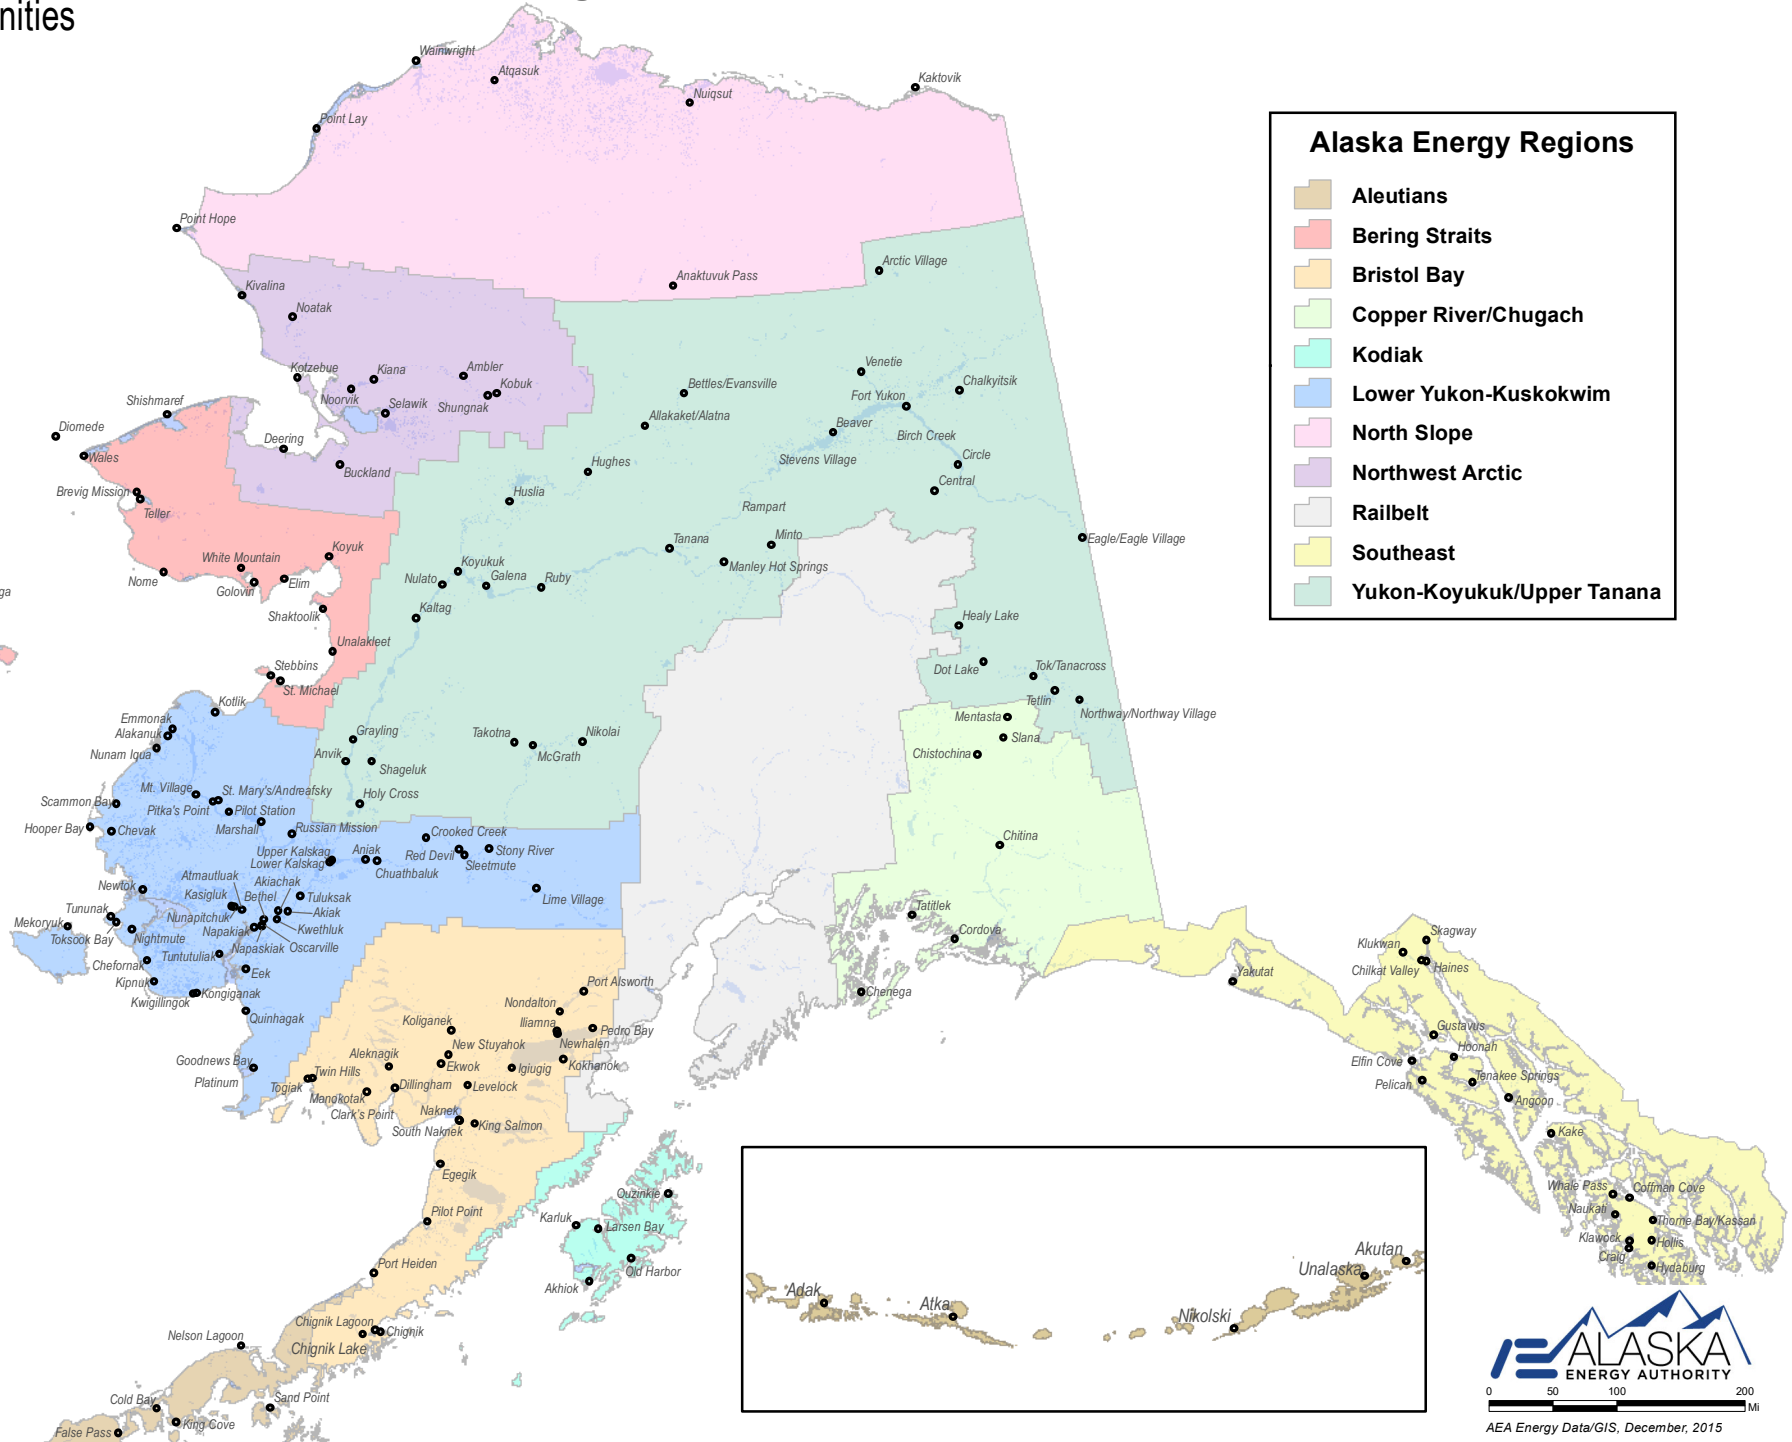 nities
Wainwright
Atqasuk
Nuiqsut
Kaktovik
Point Lay
Point Hope
Anaktuvuk Pass
Arctic Village
Kivalina
Noatak
Kotzebue
Kiana
Ambler
Kobuk
Noorvik
Selawik
Shungnak
Deering
Buckland
Shishmaref
Diomede
Wales
Brevig Mission
Teller
White Mountain
Koyuk
Nome
Golovin
Elim
Shaktoolik
Unalakleet
Stebbins
St. Michael
ga
Bettles/Evansville
Allakaket/Alatna
Venetie
Fort Yukon
Chalkyitsik
Beaver
Birch Creek
Stevens Village
Circle
Central
Hughes
Huslia
Rampart
Tanana
Minto
Manley Hot Springs
Eagle/Eagle Village
Koyukuk
Nulato
Galena
Ruby
Kaltag
Healy Lake
Dot Lake
Tok/Tanacross
Tetlin
Northway/Northway Village
Grayling
Anvik
Shageluk
Holy Cross
Takotna
McGrath
Nikolai
Mentasta
Slana
Chistochina
Chitina
Tatitlek
Cordova
Chenega
Kotlik
Emmonak
Alakanuk
Nunam Iqua
Mt. Village
St. Mary's/Andreafsky
Pitka's Point
Pilot Station
Marshall
Russian Mission
Scammon Bay
Hooper Bay
Chevak
Upper Kalskag
Lower Kalskag
Aniak
Chuathbaluk
Crooked Creek
Red Devil
Sleetmute
Stony River
Lime Village
Newtok
Atmautluak
Akiachak
Kasigluk
Bethel
Tuluksak
Nunapitchuk
Akiak
Kwethluk
Napakiak
Napaskiak
Oscarville
Tununak
Mekoryuk
Toksook Bay
Nightmute
Chefornak
Tuntutuliak
Eek
Kipnuk
Kongiganak
Kwigillingok
Quinhagak
Goodnews Bay
Platinum
Port Alsworth
Nondalton
Iliamna
Pedro Bay
Newhalen
Kokhanok
Koliganek
New Stuyahok
Aleknagik
Ekwok
Igiugig
Twin Hills
Togiak
Manokotak
Dillingham
Levelock
Clark's Point
Naknek
South Naknek
King Salmon
Egegik
Pilot Point
Port Heiden
Chignik Lagoon
Chignik
Chignik Lake
Ouzinkie
Karluk
Larsen Bay
Old Harbor
Akhiok
Nelson Lagoon
Cold Bay
Sand Point
King Cove
False Pass
Adak
Atka
Nikolski
Unalaska
Akutan
Yakutat
Skagway
Klukwan
Chilkat Valley
Haines
Gustavus
Hoonah
Elfin Cove
Pelican
Tenakee Springs
Angoon
Kake
Whale Pass
Coffman Cove
Naukati
Thorne Bay/Kassan
Klawock
Hollis
Craig
Hydaburg
Alaska Energy Regions
Aleutians
Bering Straits
Bristol Bay
Copper River/Chugach
Kodiak
Lower Yukon-Kuskokwim
North Slope
Northwest Arctic
Railbelt
Southeast
Yukon-Koyukuk/Upper Tanana
ALASKA
ENERGY AUTHORITY
0 50 100 200
Mi
AEA Energy Data/GIS, December, 2015